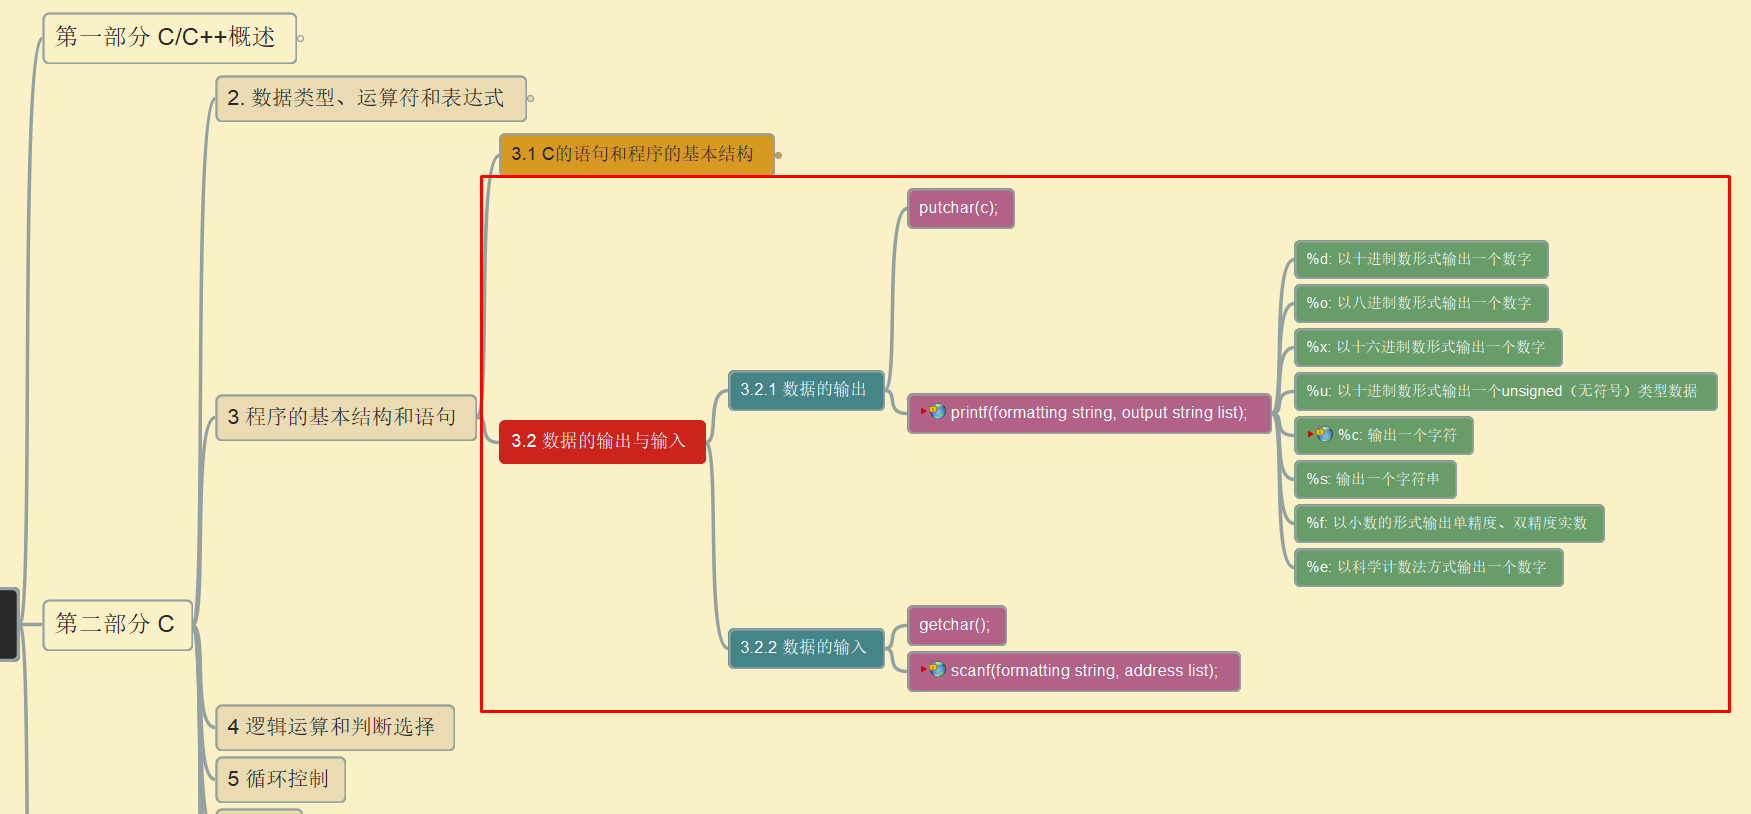 第一部分 C/C++概述
2. 数据类型、运算符和表达式
3.1 C的语句和程序的基本结构
putchar(c);
%d: 以十进制数形式输出一个数字
%o: 以八进制数形式输出一个数字
%x: 以十六进制数形式输出一个数字
3.2.1 数据的输出
%u: 以十进制数形式输出一个unsigned（无符号）类型数据
3 程序的基本结构和语句
printf(formatting string, output string list);
3.2 数据的输出与输入
%c: 输出一个字符
%s: 输出一个字符串
%f: 以小数的形式输出单精度、双精度实数
%e: 以科学计数法方式输出一个数字
第二部分 C
getchar();
3.2.2 数据的输入
scanf(formatting string, address list);
4 逻辑运算和判断选择
5 循环控制